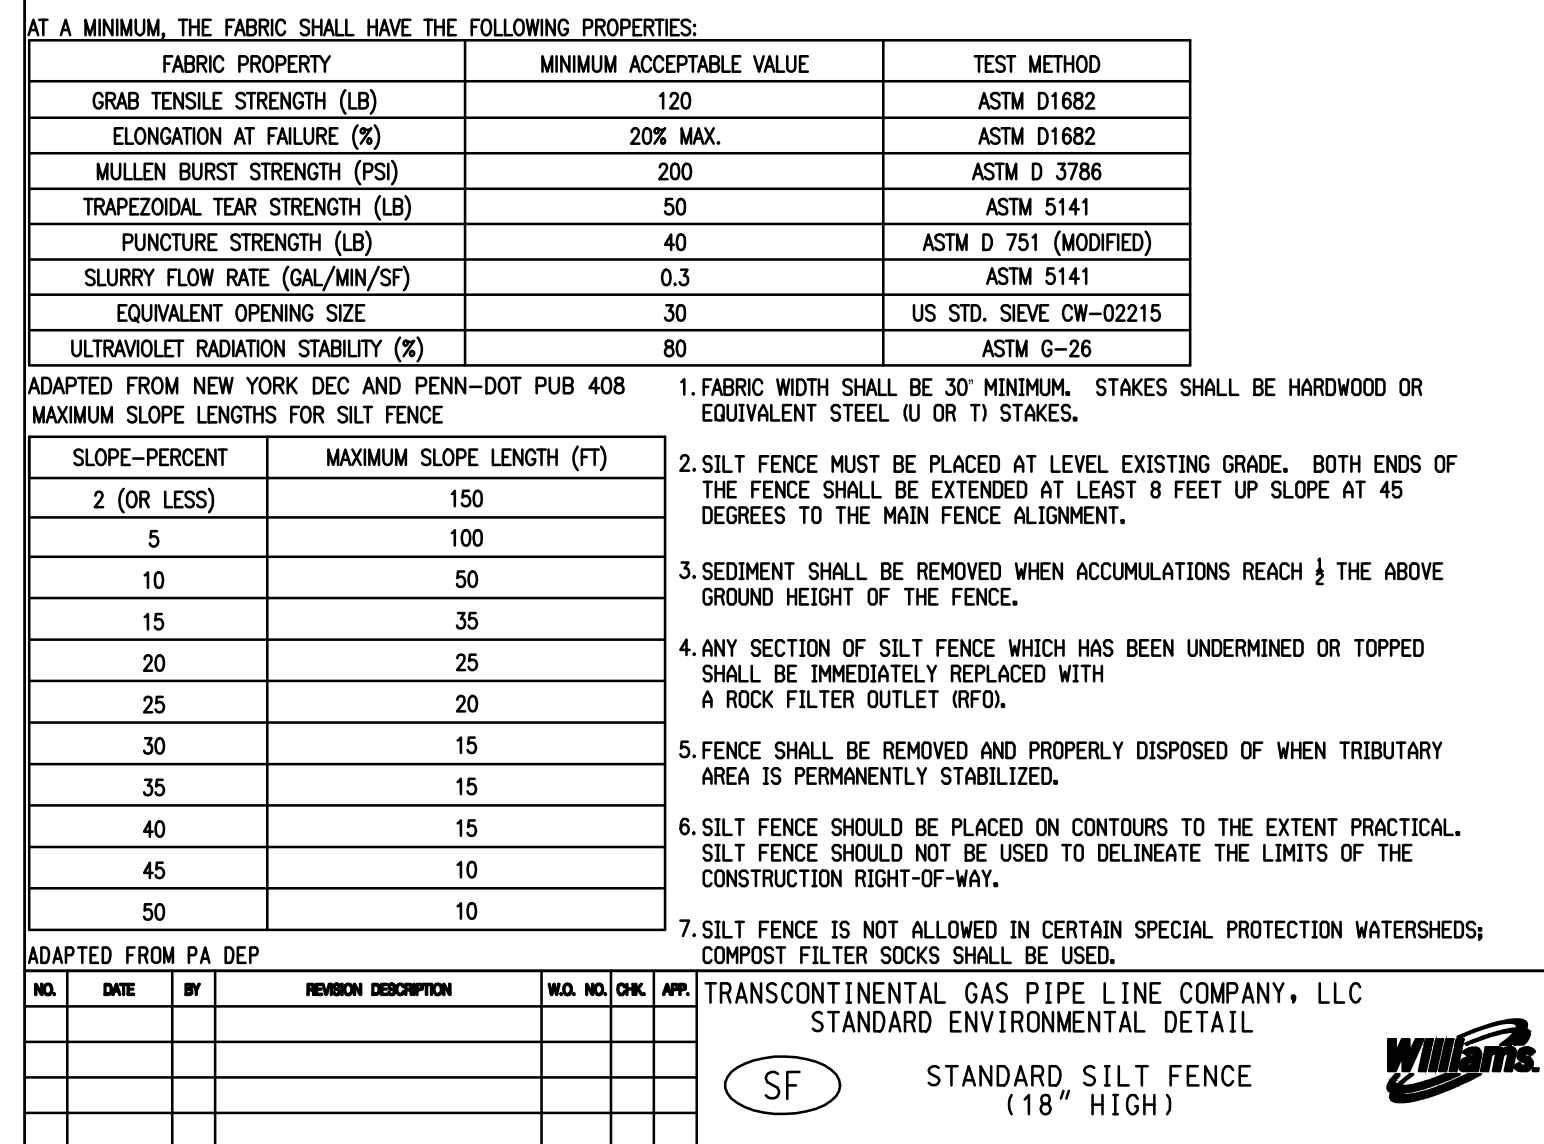 AT A MINIMUM, THE FABRIC SHALL HAVE THE FOLLOWING PROPERTIES:
FABRIC PROPERTY MINIMUM ACCEPTABLE VALUE TEST METHOD
GRAB TENSILE STRENGTH (LB) 120 ASTM D1682
ELONGATION AT FAILURE (%) 20% MAX. ASTM D1682
MULLEN BURST STRENGTH (PSI) 200 ASTM D 3786
TRAPEZOIDAL TEAR STRENGTH (LB) 50 ASTM 5141
PUNCTURE STRENGTH (LB) 40 ASTM D 751 (MODIFIED)
SLURRY FLOW RATE (GAL/MIN/SF) 0.3 ASTM 5141
EQUIVALENT OPENING SIZE 30 US STD. SIEVE CW-02215
ULTRAVIOLET RADIATION STABILITY (%) 80 ASTM G-26
ADAPTED FROM NEW YORK DEC AND PENN-DOT PUB 408
MAXIMUM SLOPE LENGTHS FOR SILT FENCE
SLOPE-PERCENT MAXIMUM SLOPE LENGTH (FT)
2 (OR LESS) 150
5 100
10 50
15 35
20 25
25 20
30 15
35 15
40 15
45 10
50 10
ADAPTED FROM PA DEP
1. FABRIC WIDTH SHALL BE 30" MINIMUM. STAKES SHALL BE HARDWOOD OR
EQUIVALENT STEEL (U OR T) STAKES.
2. SILT FENCE MUST BE PLACED AT LEVEL EXISTING GRADE. BOTH ENDS OF
THE FENCE SHALL BE EXTENDED AT LEAST 8 FEET UP SLOPE AT 45
DEGREES TO THE MAIN FENCE ALIGNMENT.
3. SEDIMENT SHALL BE REMOVED WHEN ACCUMULATIONS REACH ½ THE ABOVE
GROUND HEIGHT OF THE FENCE.
4. ANY SECTION OF SILT FENCE WHICH HAS BEEN UNDERMINED OR TOPPED
SHALL BE IMMEDIATELY REPLACED WITH
A ROCK FILTER OUTLET (RFO).
5. FENCE SHALL BE REMOVED AND PROPERLY DISPOSED OF WHEN TRIBUTARY
AREA IS PERMANENTLY STABILIZED.
6. SILT FENCE SHOULD BE PLACED ON CONTOURS TO THE EXTENT PRACTICAL.
SILT FENCE SHOULD NOT BE USED TO DELINEATE THE LIMITS OF THE
CONSTRUCTION RIGHT-OF-WAY.
7. SILT FENCE IS NOT ALLOWED IN CERTAIN SPECIAL PROTECTION WATERSHEDS;
COMPOST FILTER SOCKS SHALL BE USED.
NO. DATE BY REVISION DESCRIPTION W.O. NO. CHK. APP.
TRANSCONTINENTAL GAS PIPE LINE COMPANY, LLC
STANDARD ENVIRONMENTAL DETAIL
SF
STANDARD SILT FENCE
(18" HIGH)
Williams.